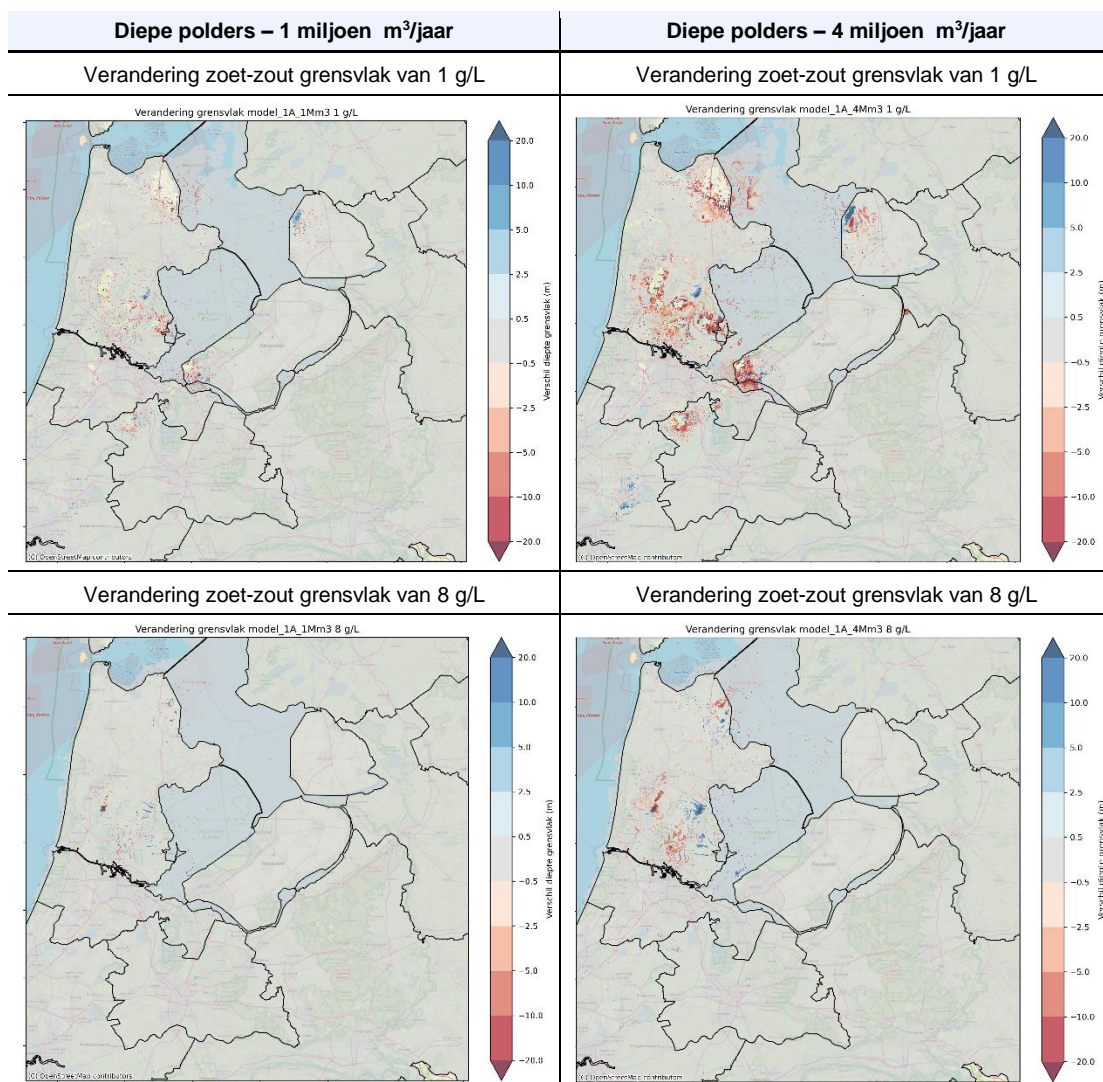 Diepe polders – 1 miljoen m³/jaar
Diepe polders – 4 miljoen m³/jaar
Verandering zoet-zout grensvlak van 1 g/L
Verandering zoet-zout grensvlak van 1 g/L
Verandering grensvlak model_1A_1Mm3 1 g/L
20.0
10.0
5.0
2.5
0.5
−0.5
−2.5
−5.0
−10.0
−20.0
Verschil diepte grensvlak (m)
(C) OpenStreetMap contributors
Verandering grensvlak model_1A_4Mm3 1 g/L
20.0
10.0
5.0
2.5
0.5
−0.5
−2.5
−5.0
−10.0
−20.0
Verschil diepte grensvlak (m)
(C) OpenStreetMap contributors
Verandering zoet-zout grensvlak van 8 g/L
Verandering zoet-zout grensvlak van 8 g/L
Verandering grensvlak model_1A_1Mm3 8 g/L
20.0
10.0
5.0
2.5
0.5
−0.5
−2.5
−5.0
−10.0
−20.0
Verschil diepte grensvlak (m)
(C) OpenStreetMap contributors
Verandering grensvlak model_1A_4Mm3 8 g/L
20.0
10.0
5.0
2.5
0.5
−0.5
−2.5
−5.0
−10.0
−20.0
Verschil diepte grensvlak (m)
(C) OpenStreetMap contributors